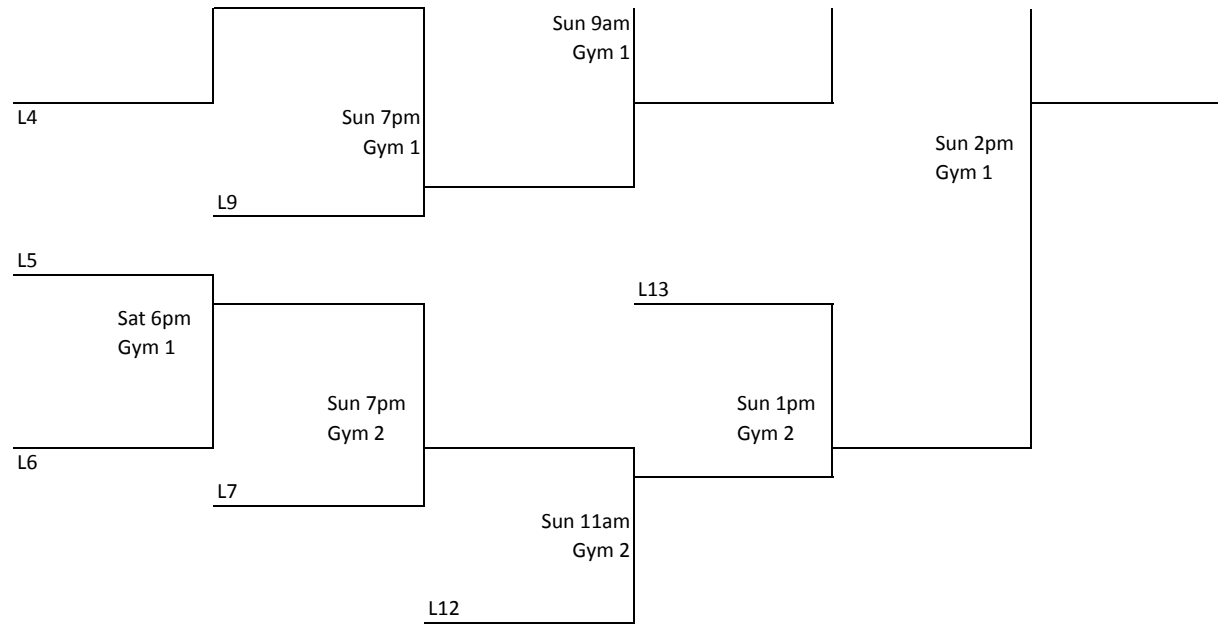 Sun 9am
Gym 1
L4
Sun 7pm
Gym 1
Sun 2pm
Gym 1
L9
L5
L13
Sat 6pm
Gym 1
Sun 7pm
Gym 2
Sun 1pm
Gym 2
L6
L7
Sun 11am
Gym 2
L12